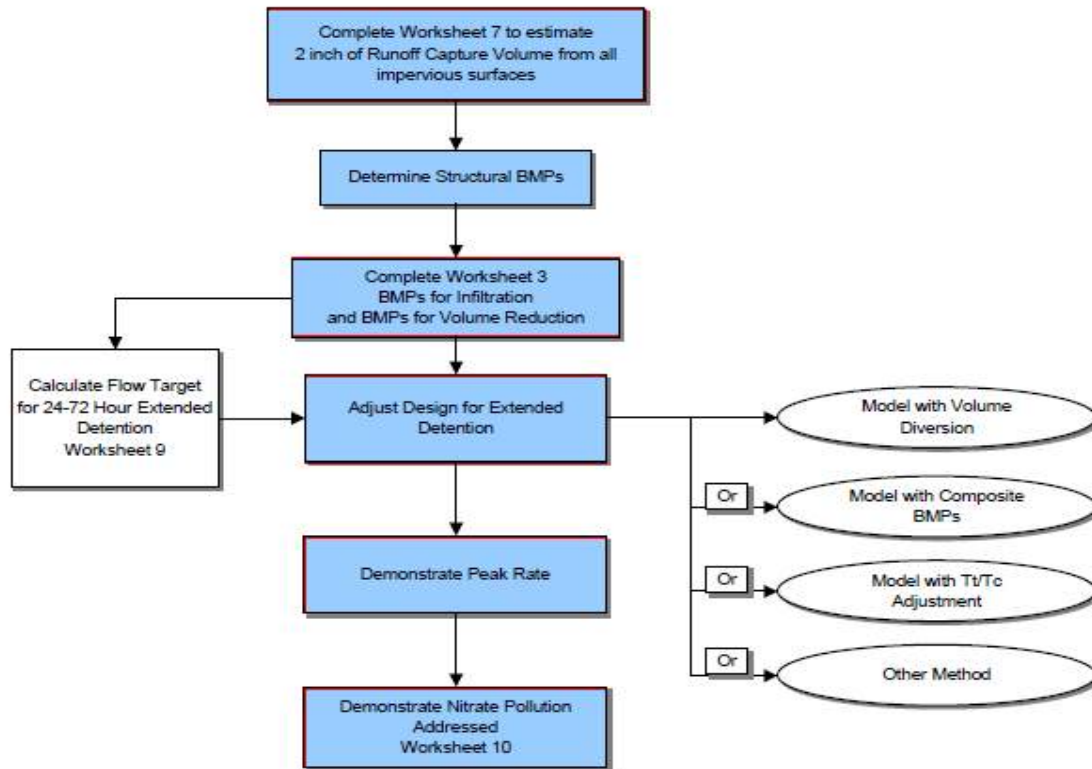 Complete Worksheet 7 to estimate
2 inch of Runoff Capture Volume from all
impervious surfaces
Determine Structural BMPs
Complete Worksheet 3
BMPs for Infiltration
and BMPs for Volume Reduction
Calculate Flow Target
for 24-72 Hour Extended
Detention
Worksheet 9
Adjust Design for Extended
Detention
Model with Volume
Diversion
Or
Model with Composite
BMPs
Or
Model with Tt/Tc
Adjustment
Or
Other Method
Demonstrate Peak Rate
Demonstrate Nitrate Pollution
Addressed
Worksheet 10